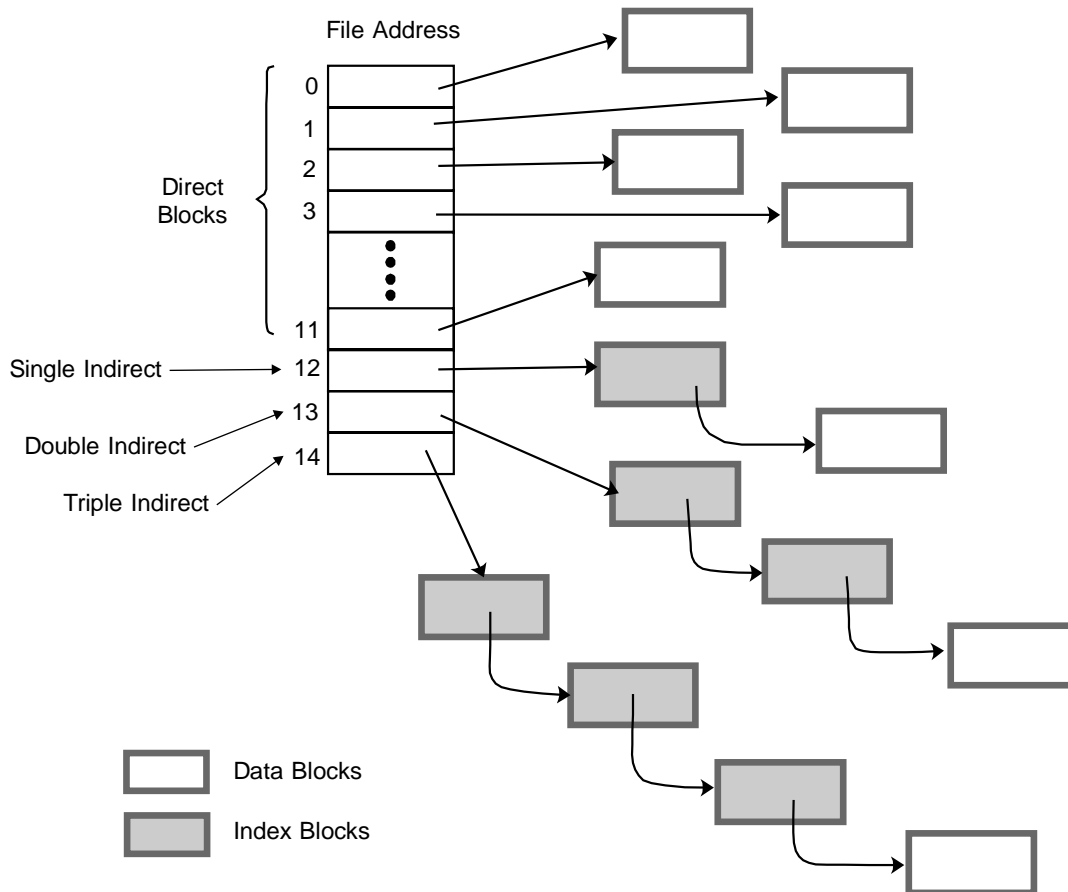 File Address
0
1
2
3
Direct
Blocks
11
Single Indirect
12
13
Double Indirect
14
Triple Indirect
Data Blocks
Index Blocks